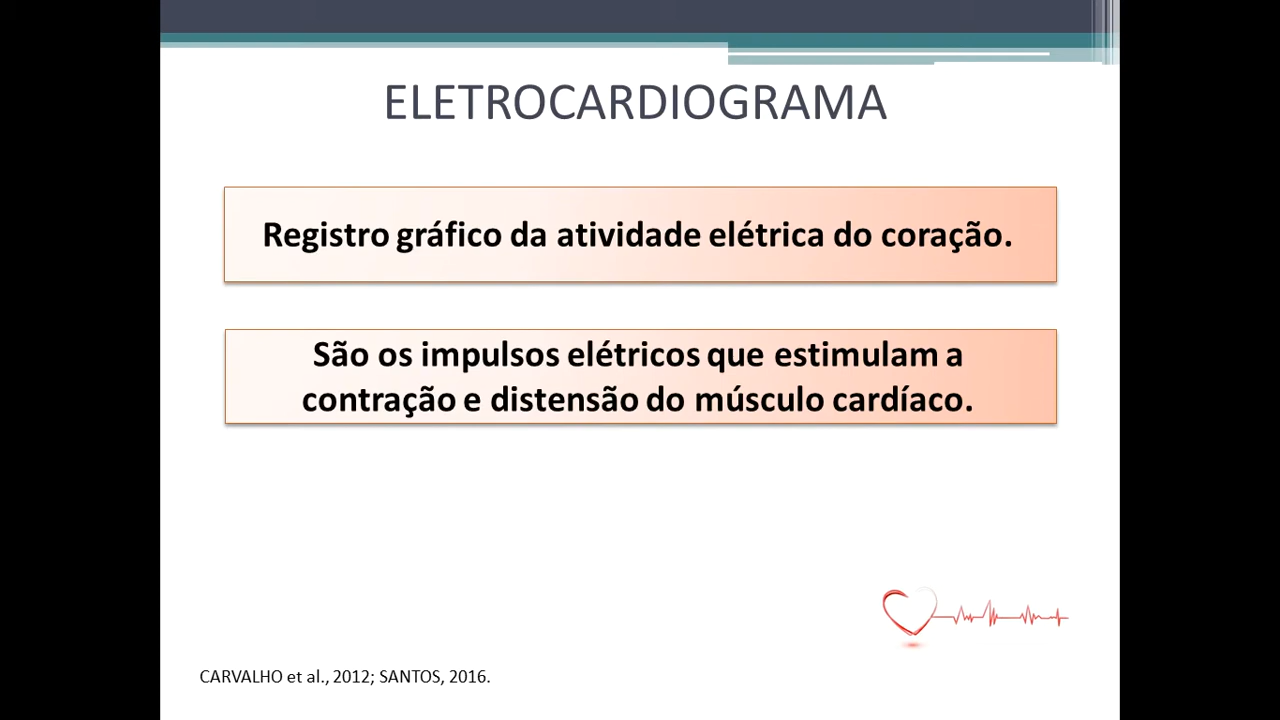 ELETROCARDIOGRAMA
Registro gráfico da atividade elétrica do coração.
São os impulsos elétricos que estimulam a
contração e distensão do músculo cardíaco.
CARVALHO et al., 2012; SANTOS, 2016.